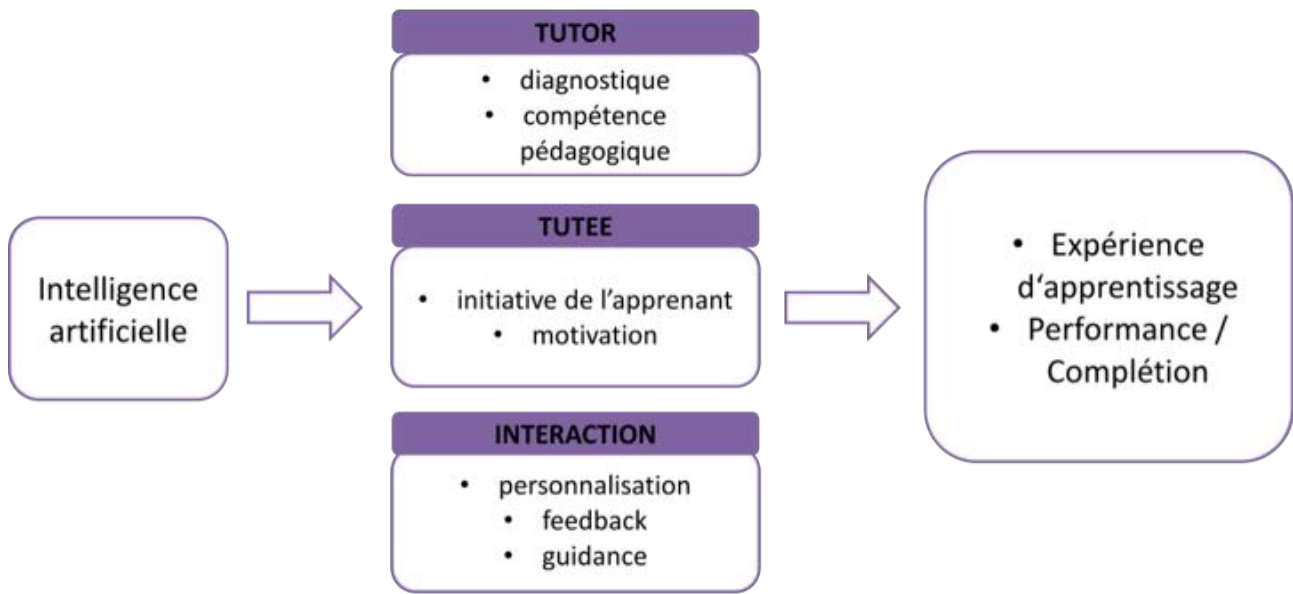 Intelligence
artificielle
TUTOR
• diagnostique
• compétence
pédagogique
TUTEE
• initiative de l’apprenant
• motivation
INTERACTION
• personnalisation
• feedback
• guidance
• Expérience
d‘apprentissage
• Performance /
Complétion